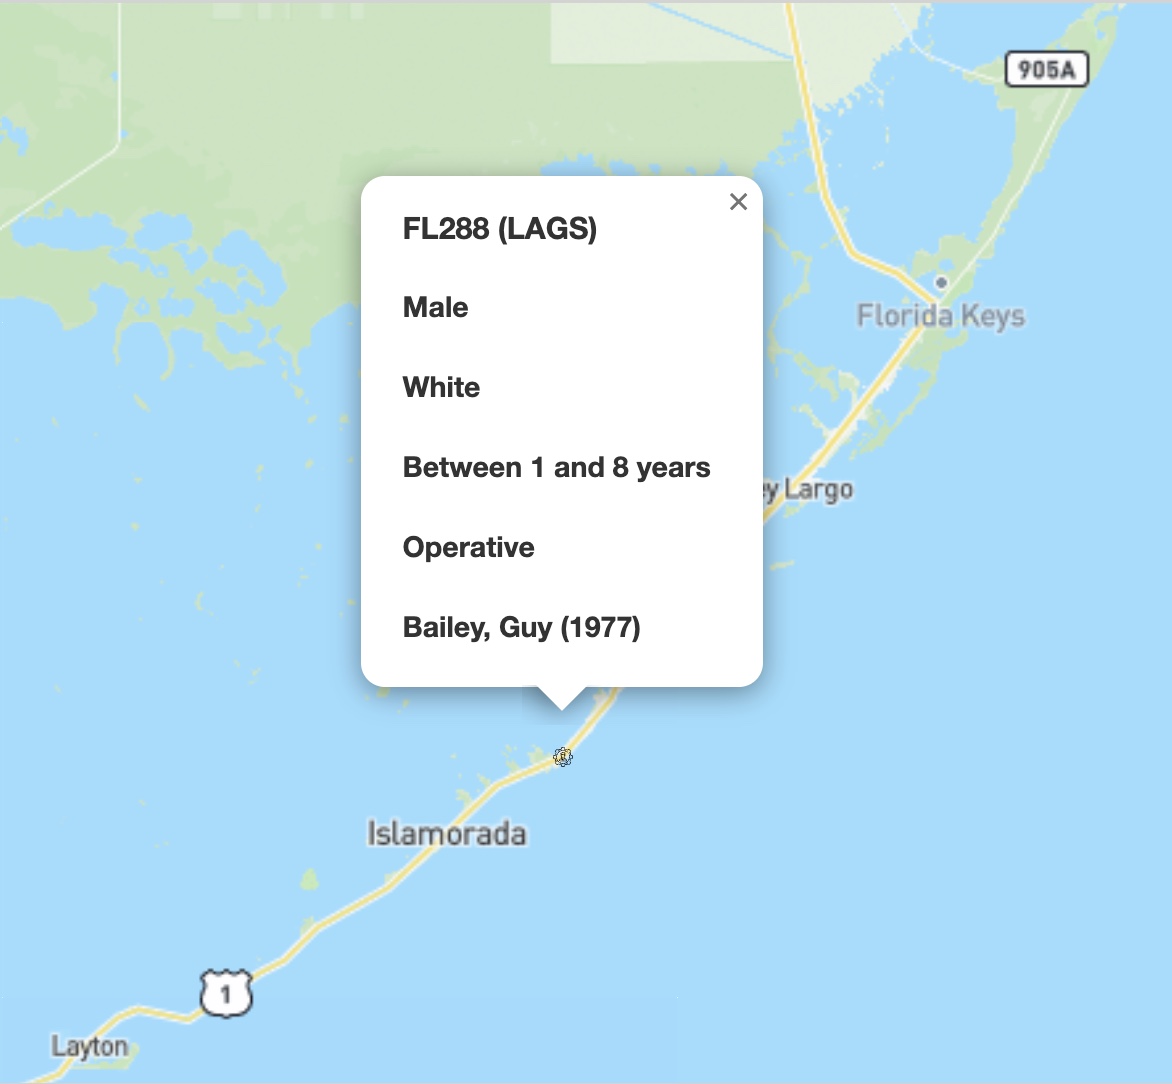 905A
FL288 (LAGS)
Male
White
Between 1 and 8 years
Operative
Bailey, Guy (1977)
Florida Keys
ey Largo
Islamorada
1
Layton